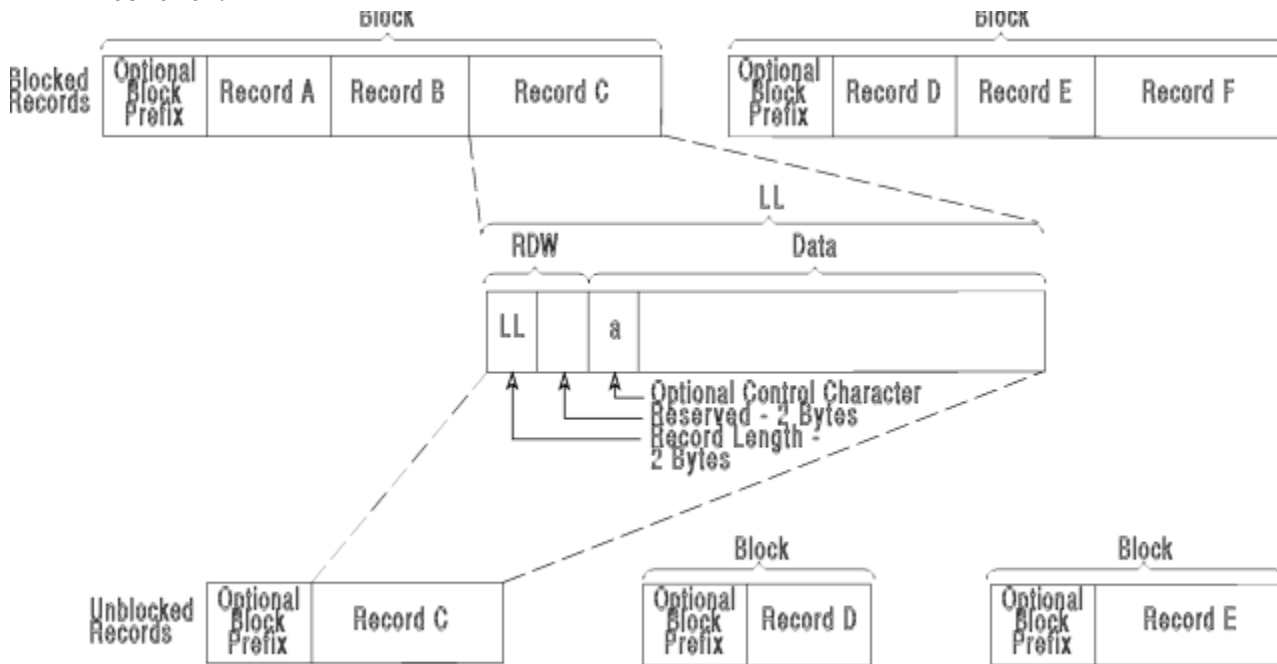 Block
Block
Blocked
Records
Optional
Block
Prefix
Record A
Record B
Record C
Optional
Block
Prefix
Record D
Record E
Record F
LL
RDW
Data
LL
a
Optional Control Character
Reserved - 2 Bytes
Record Length -
2 Bytes
Block
Block
Unblocked
Records
Optional
Block
Prefix
Record C
Optional
Block
Prefix
Record D
Optional
Block
Prefix
Record E